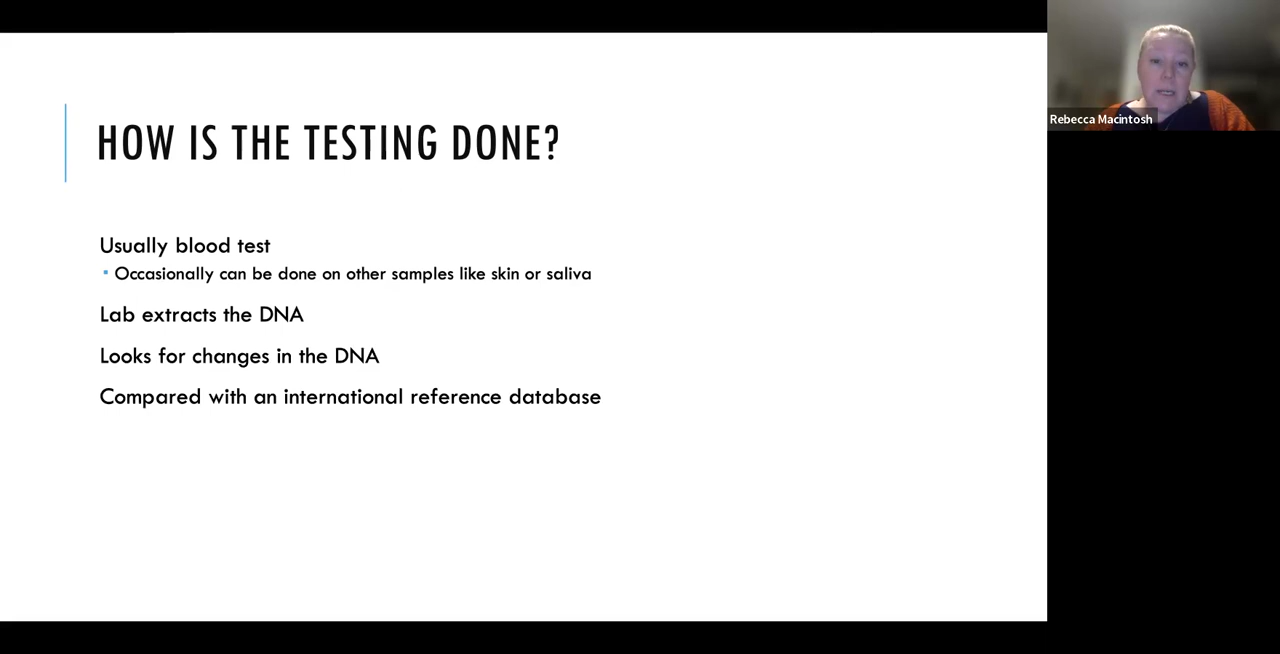 HOW IS THE TESTING DONE?
Usually blood test
▪ Occasionally can be done on other samples like skin or saliva
Lab extracts the DNA
Looks for changes in the DNA
Compared with an international reference database
Rebecca Macintosh